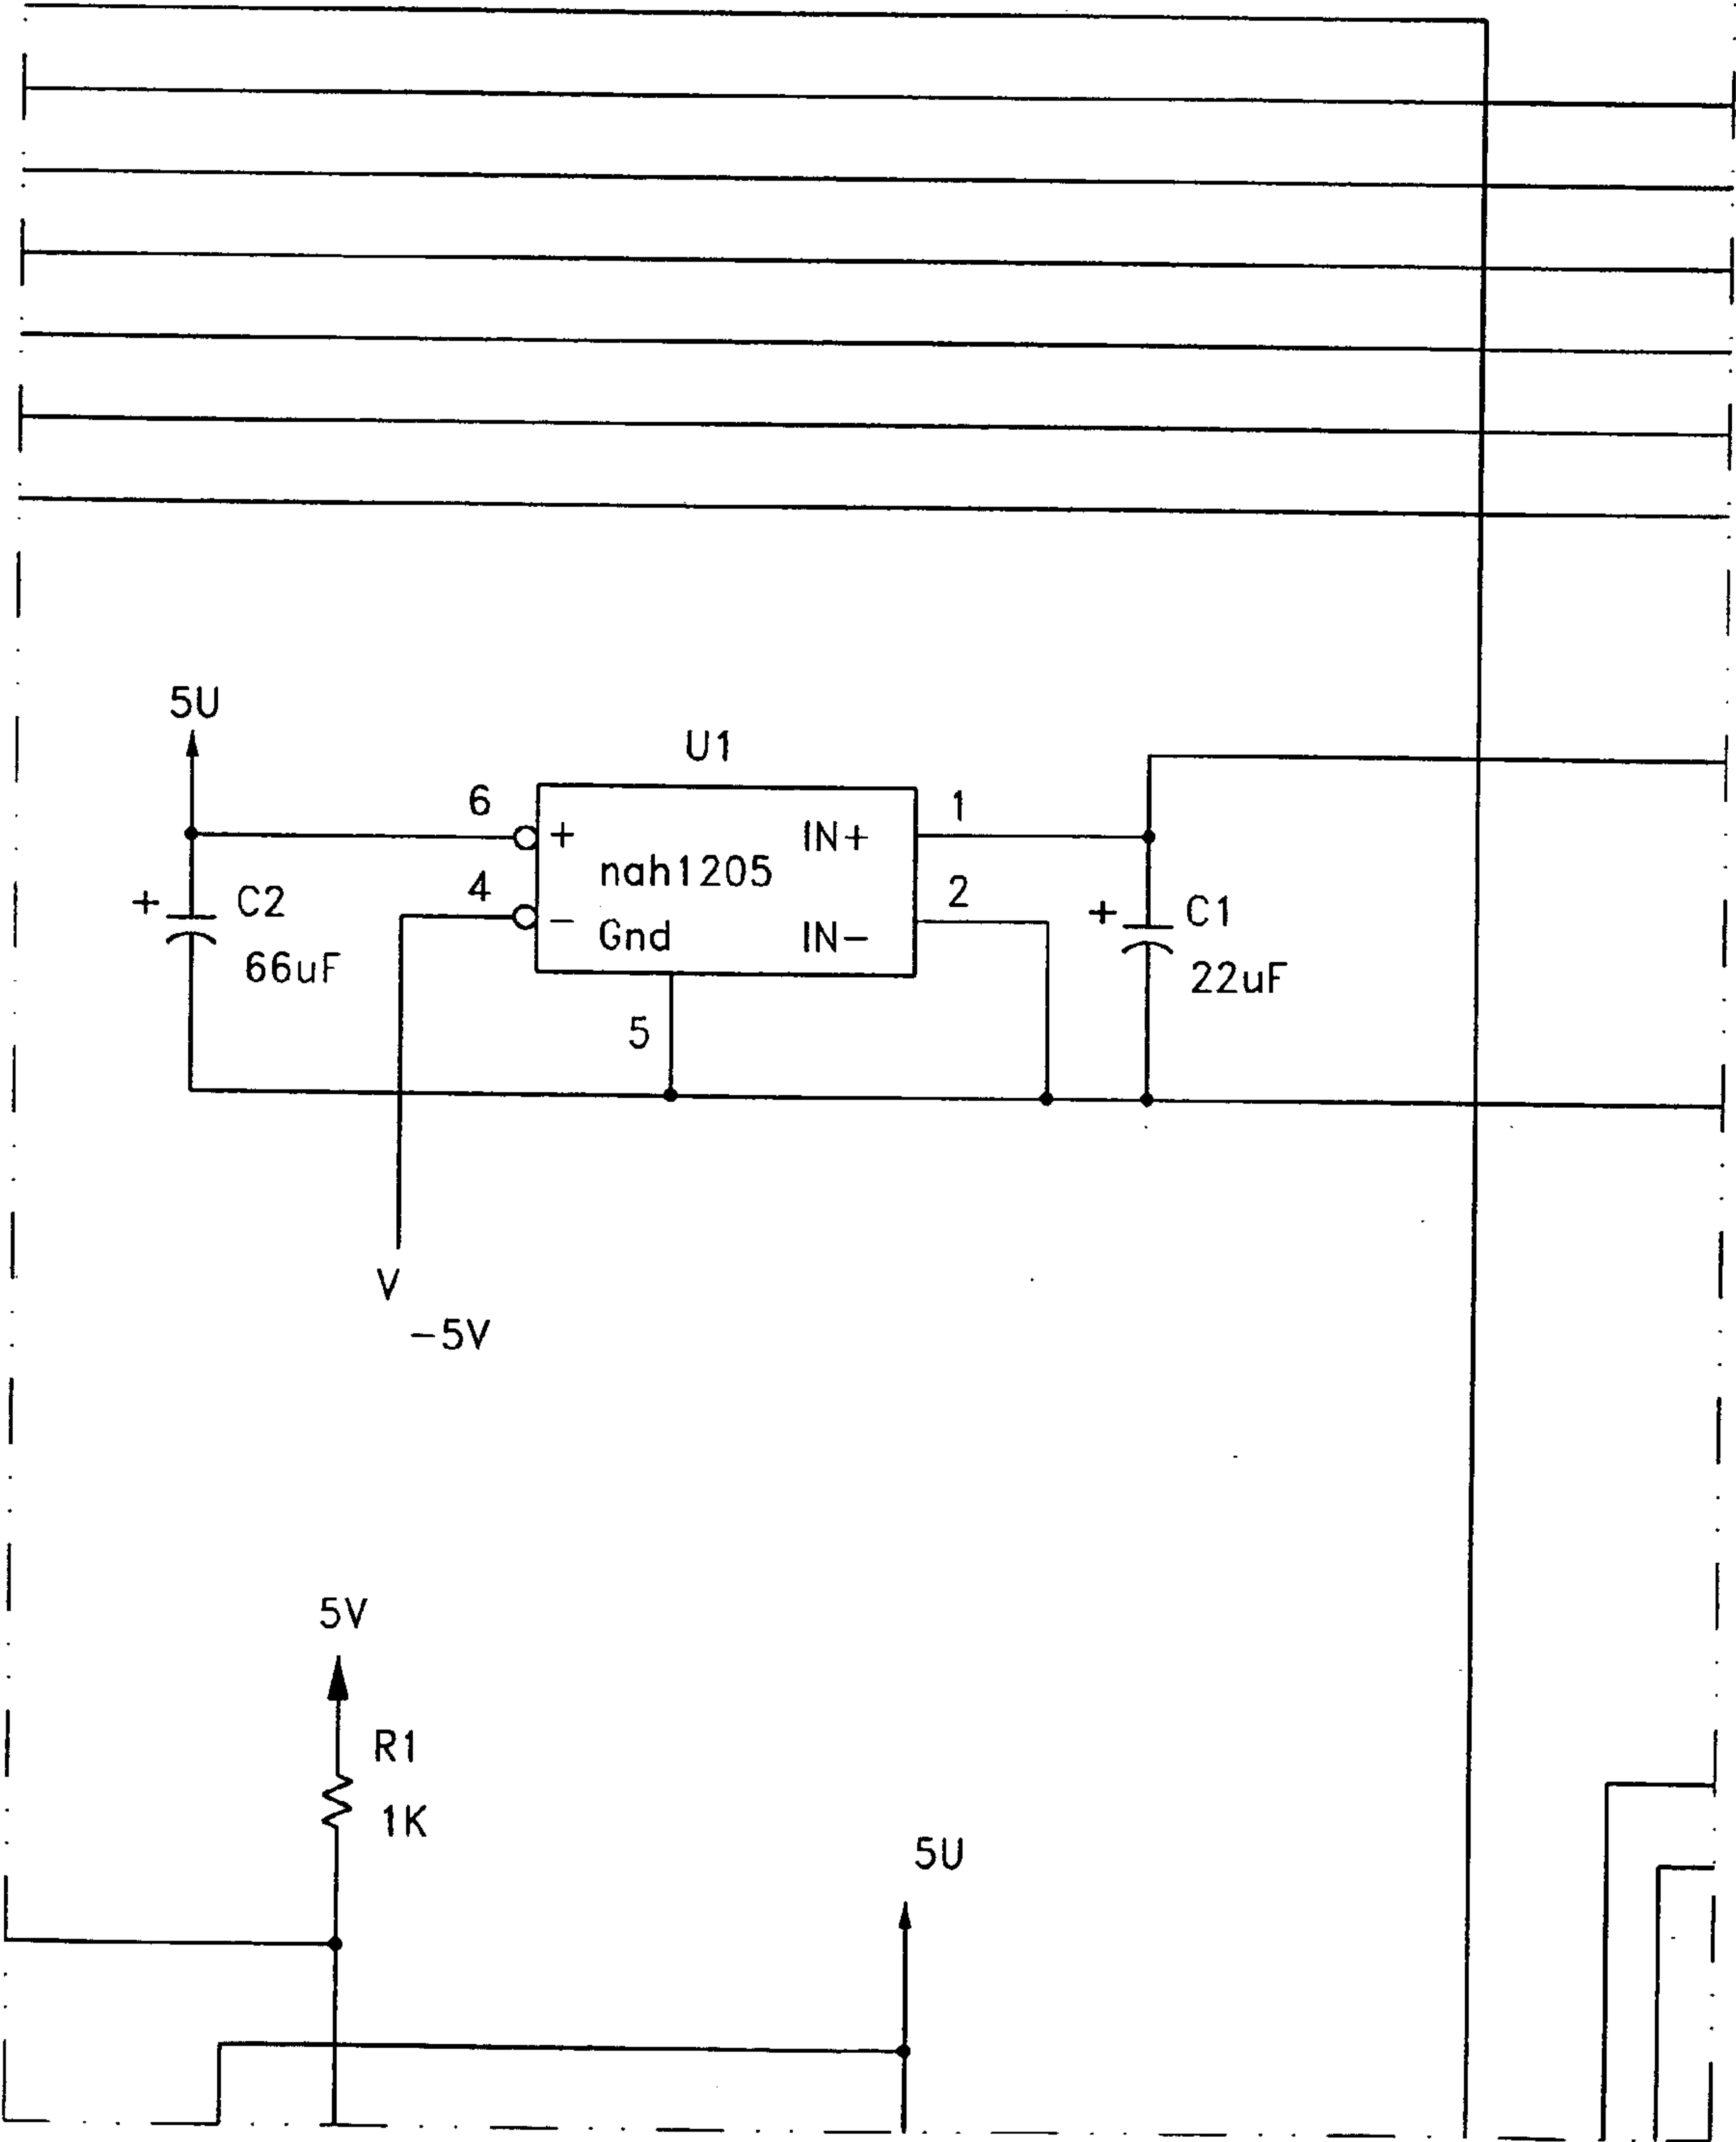 5U
U1
6
1
+
IN+
nah1205
4
2
+
C2
-
Gnd
IN-
+
C1
66uF
22uF
5
V
-5V
5V
R1
1K
5U